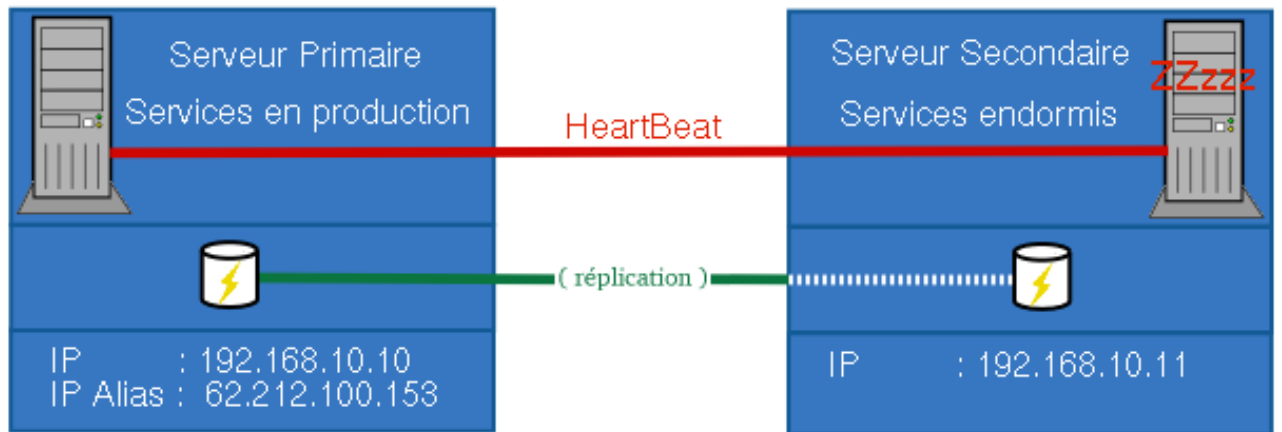 Serveur Primaire
Services en production
HeartBeat
Serveur Secondaire
Services endormis
ZZzzz
( réplication )
IP : 192.168.10.10
IP Alias : 62.212.100.153
IP : 192.168.10.11